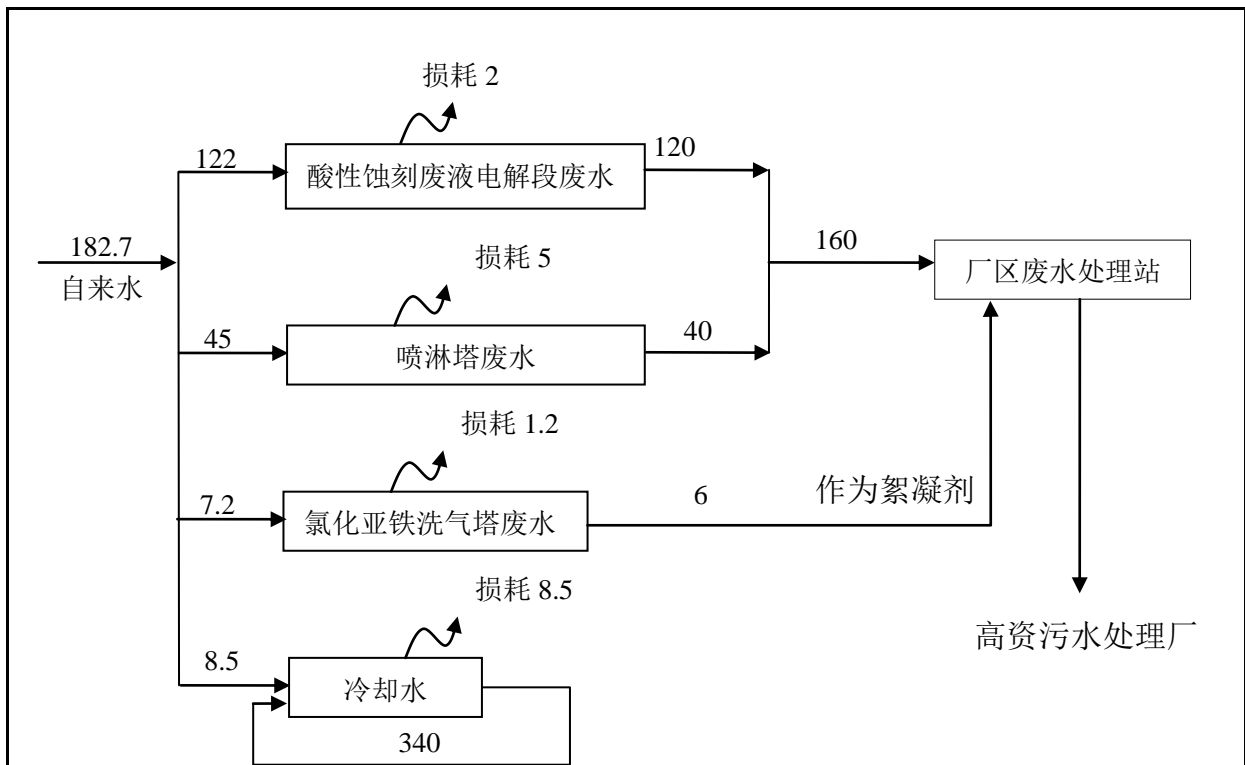 损耗 2
122
酸性蚀刻废液电解段废水
120
182.7
自来水
损耗 5
160
厂区废水处理站
45
喷淋塔废水
40
损耗 1.2
7.2
氯化亚铁洗气塔废水
6
作为絮凝剂
损耗 8.5
高资污水处理厂
8.5
冷却水
340